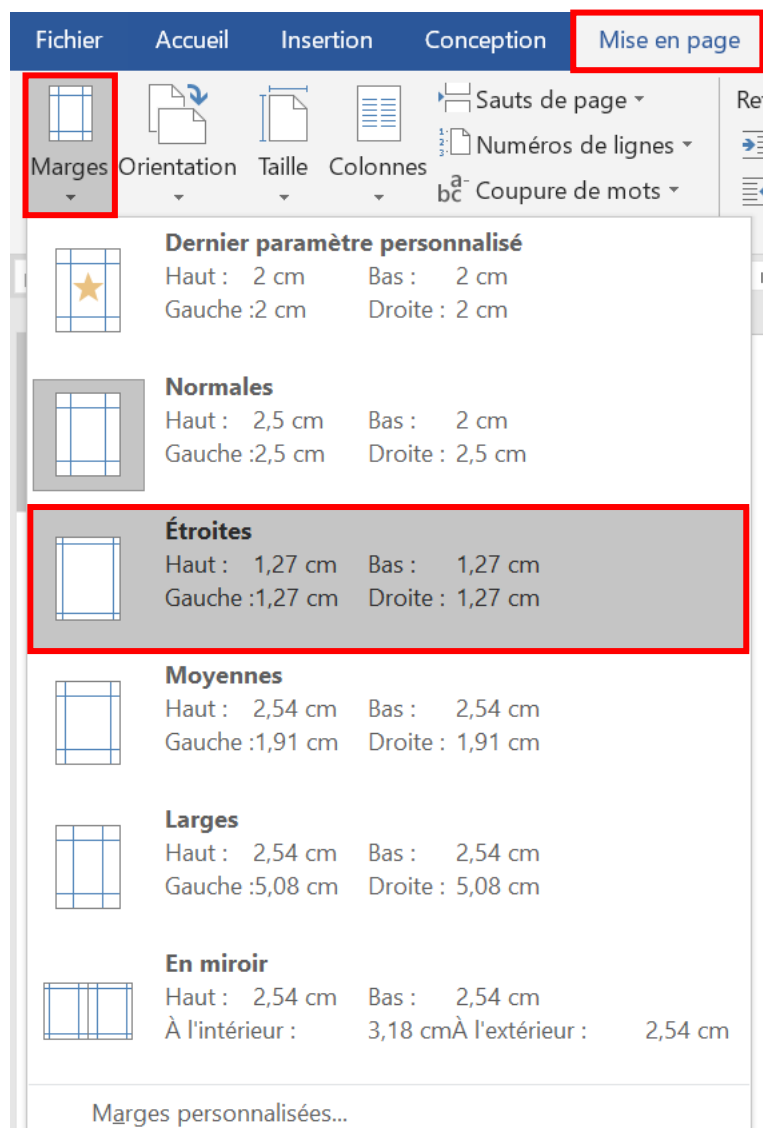 Fichier Accueil Insertion Conception Mise en page
Marges Orientation Taille Colonnes
Sauts de page
Numéros de lignes
Coupure de mots
Dernier paramètre personnalisé
Haut : 2 cm Bas : 2 cm
Gauche :2 cm Droite : 2 cm
Normales
Haut : 2,5 cm Bas : 2 cm
Gauche :2,5 cm Droite : 2,5 cm
Étroites
Haut : 1,27 cm Bas : 1,27 cm
Gauche :1,27 cm Droite : 1,27 cm
Moyennes
Haut : 2,54 cm Bas : 2,54 cm
Gauche :1,91 cm Droite : 1,91 cm
Larges
Haut : 2,54 cm Bas : 2,54 cm
Gauche :5,08 cm Droite : 5,08 cm
En miroir
Haut : 2,54 cm Bas : 2,54 cm
À l'intérieur : 3,18 cmÀ l'extérieur : 2,54 cm
Marges personnalisées...